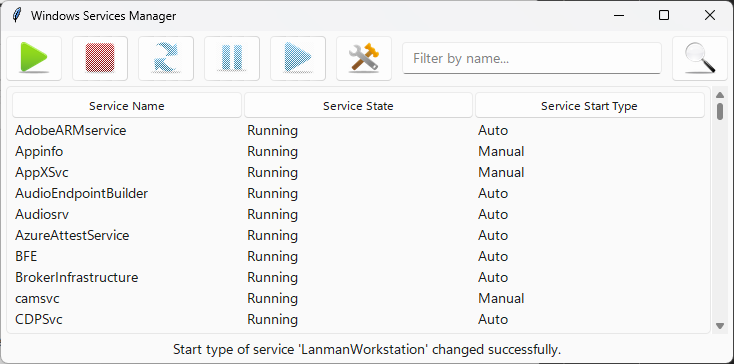 Windows Services Manager
Filter by name...
Service Name Service State Service Start Type
AdobeARMservice Running Auto
Appinfo Running Manual
AppXSvc Running Manual
AudioEndpointBuilder Running Auto
Audiosrv Running Auto
AzureAttestService Running Auto
BFE Running Auto
BrokerInfrastructure Running Auto
camsvc Running Manual
CDPSvc Running Auto
Start type of service 'LanmanWorkstation' changed successfully.